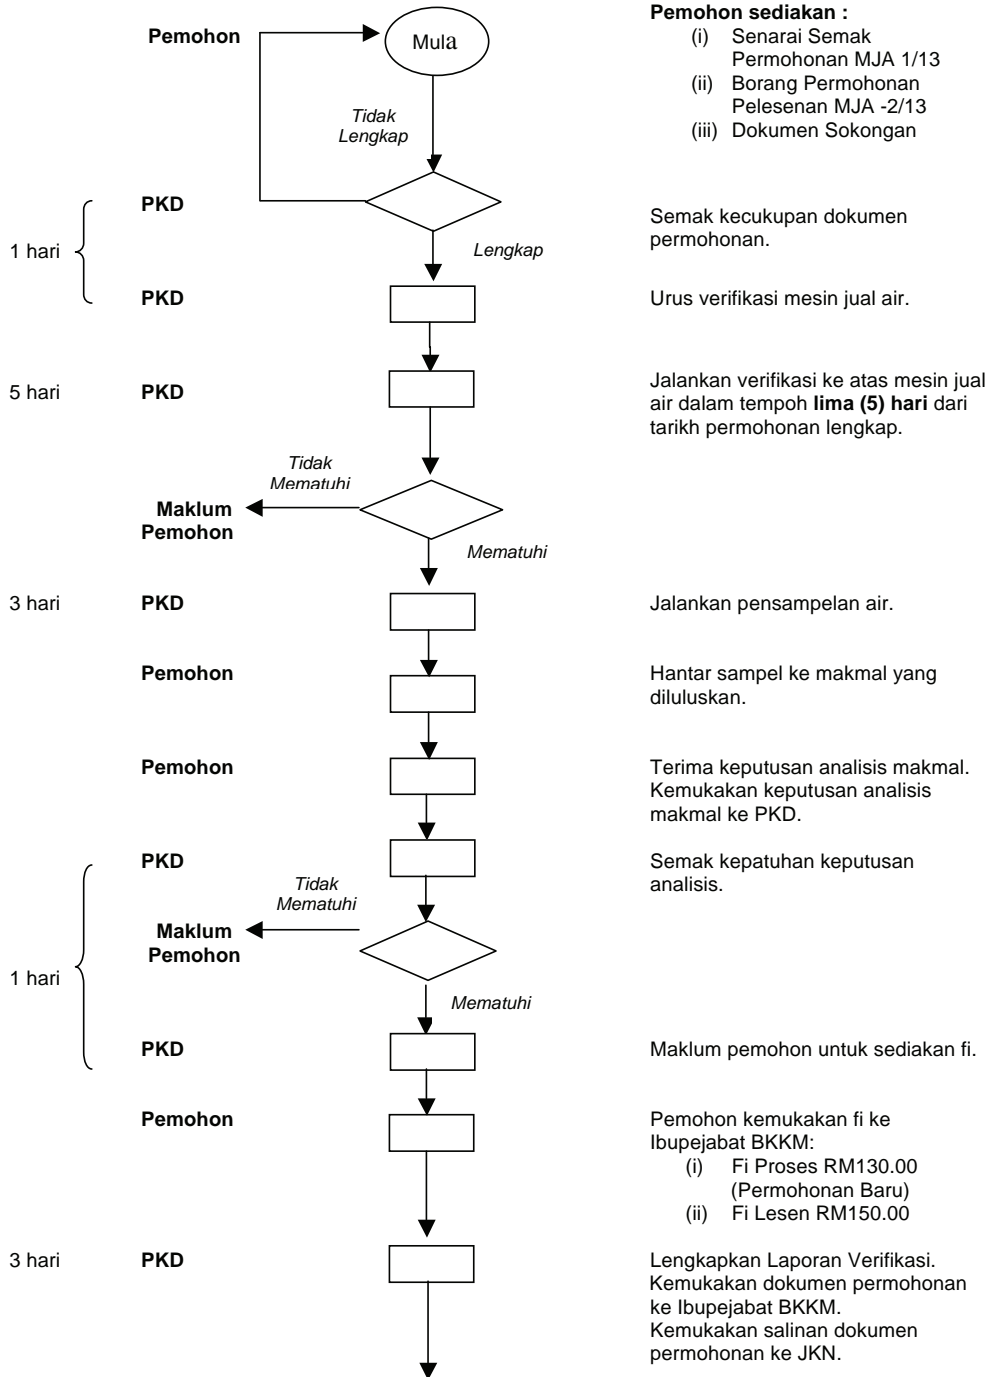 Pemohon
Mula
Pemohon sediakan :
(i) Senarai Semak
Permohonan MJA 1/13
(ii) Borang Permohonan
Pelesenan MJA -2/13
(iii) Dokumen Sokongan
Tidak
Lengkap
PKD
Semak kecukupan dokumen
permohonan.
1 hari
Lengkap
PKD
Urus verifikasi mesin jual air.
5 hari
PKD
Jalankan verifikasi ke atas mesin jual
air dalam tempoh lima (5) hari dari
tarikh permohonan lengkap.
Tidak
Mematuhi
Maklum
Pemohon
Mematuhi
3 hari
PKD
Jalankan pensampelan air.
Pemohon
Hantar sampel ke makmal yang
diluluskan.
Pemohon
Terima keputusan analisis makmal.
Kemukakan keputusan analisis
makmal ke PKD.
PKD
Semak kepatuhan keputusan
analisis.
Tidak
Mematuhi
Maklum
Pemohon
1 hari
Mematuhi
PKD
Maklum pemohon untuk sediakan fi.
Pemohon
Pemohon kemukakan fi ke
Ibupejabat BKKM:
(i) Fi Proses RM130.00
(Permohonan Baru)
(ii) Fi Lesen RM150.00
3 hari
PKD
Lengkapkan Laporan Verifikasi.
Kemukakan dokumen permohonan
ke Ibupejabat BKKM.
Kemukakan salinan dokumen
permohonan ke JKN.